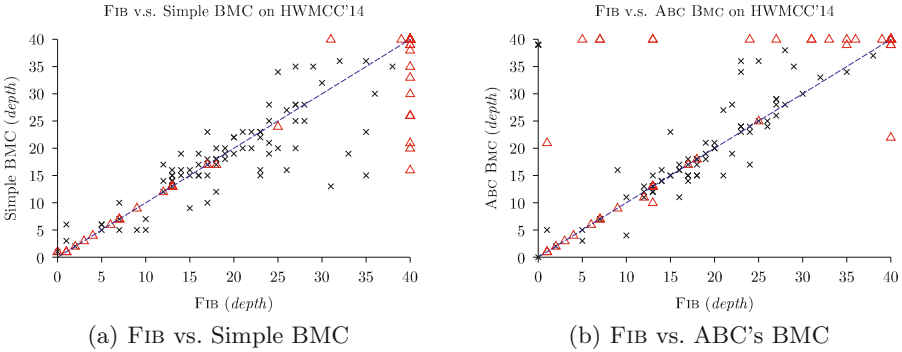 FIB v.s. Simple BMC on HWMCC'14
40
35
30
25
20
15
10
5
0
Simple BMC (depth)
0 5 10 15 20 25 30 35 40
FIB (depth)
(a) FIB vs. Simple BMC
FIB v.s. ABC BMC on HWMCC'14
40
35
30
25
20
15
10
5
0
ABC BMC (depth)
0 5 10 15 20 25 30 35 40
FIB (depth)
(b) FIB vs. ABC's BMC